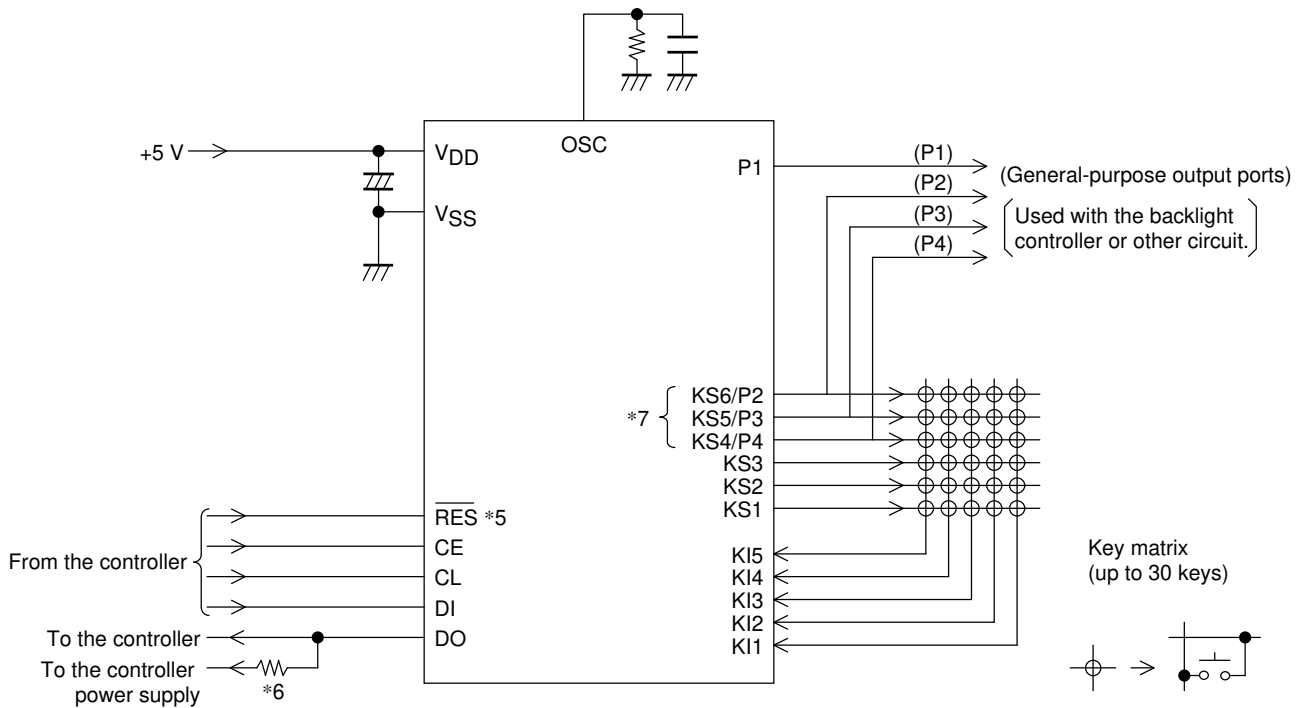 +5 V
VDD
VSS
OSC
P1
(P1)
(P2)
(P3)
(P4)
(General-purpose output ports)
Used with the backlight
controller or other circuit.
*7
KS6/P2
KS5/P3
KS4/P4
KS3
KS2
KS1
KI5
KI4
KI3
KI2
KI1
Key matrix
(up to 30 keys)
From the controller
RES *5
CE
CL
DI
DO
To the controller
To the controller
power supply
*6